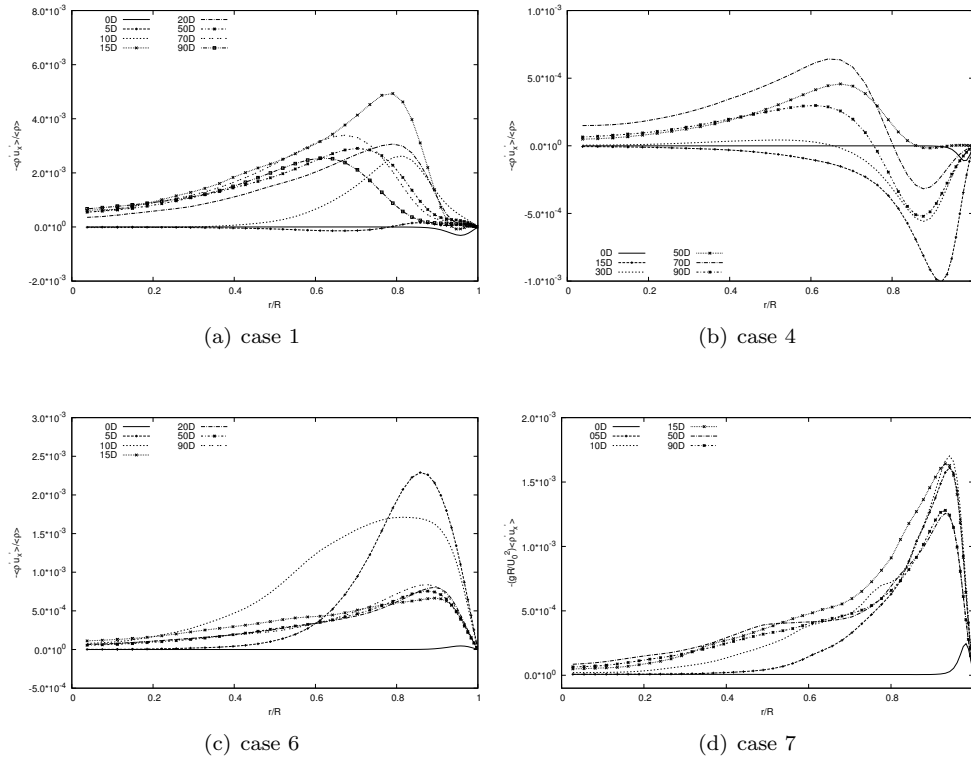 8.0*10^-3
6.0*10^-3
4.0*10^-3
2.0*10^-3
0.0*10^0
-2.0*10^-3
-<ρ'u_x'>/<ρ>
0D
5D
10D
15D
20D
50D
70D
90D
0 0.2 0.4 0.6 0.8 1
r/R
(a) case 1
1.0*10^-3
5.0*10^-4
0.0*10^0
-5.0*10^-4
-1.0*10^-3
-<ρ'u_x'>/<ρ>
0D
15D
30D
50D
70D
90D
0 0.2 0.4 0.6 0.8
r/R
(b) case 4
3.0*10^-3
2.5*10^-3
2.0*10^-3
1.5*10^-3
1.0*10^-3
5.0*10^-4
0.0*10^0
-5.0*10^-4
-<ρ'u_x'>/<ρ>
0D
5D
10D
15D
20D
50D
90D
0 0.2 0.4 0.6 0.8 1
r/R
(c) case 6
2.0*10^-3
1.5*10^-3
1.0*10^-3
5.0*10^-4
0.0*10^0
-(gR/U_0^2)<ρ'u_x'>
0D
05D
10D
15D
50D
90D
0 0.2 0.4 0.6 0.8
r/R
(d) case 7